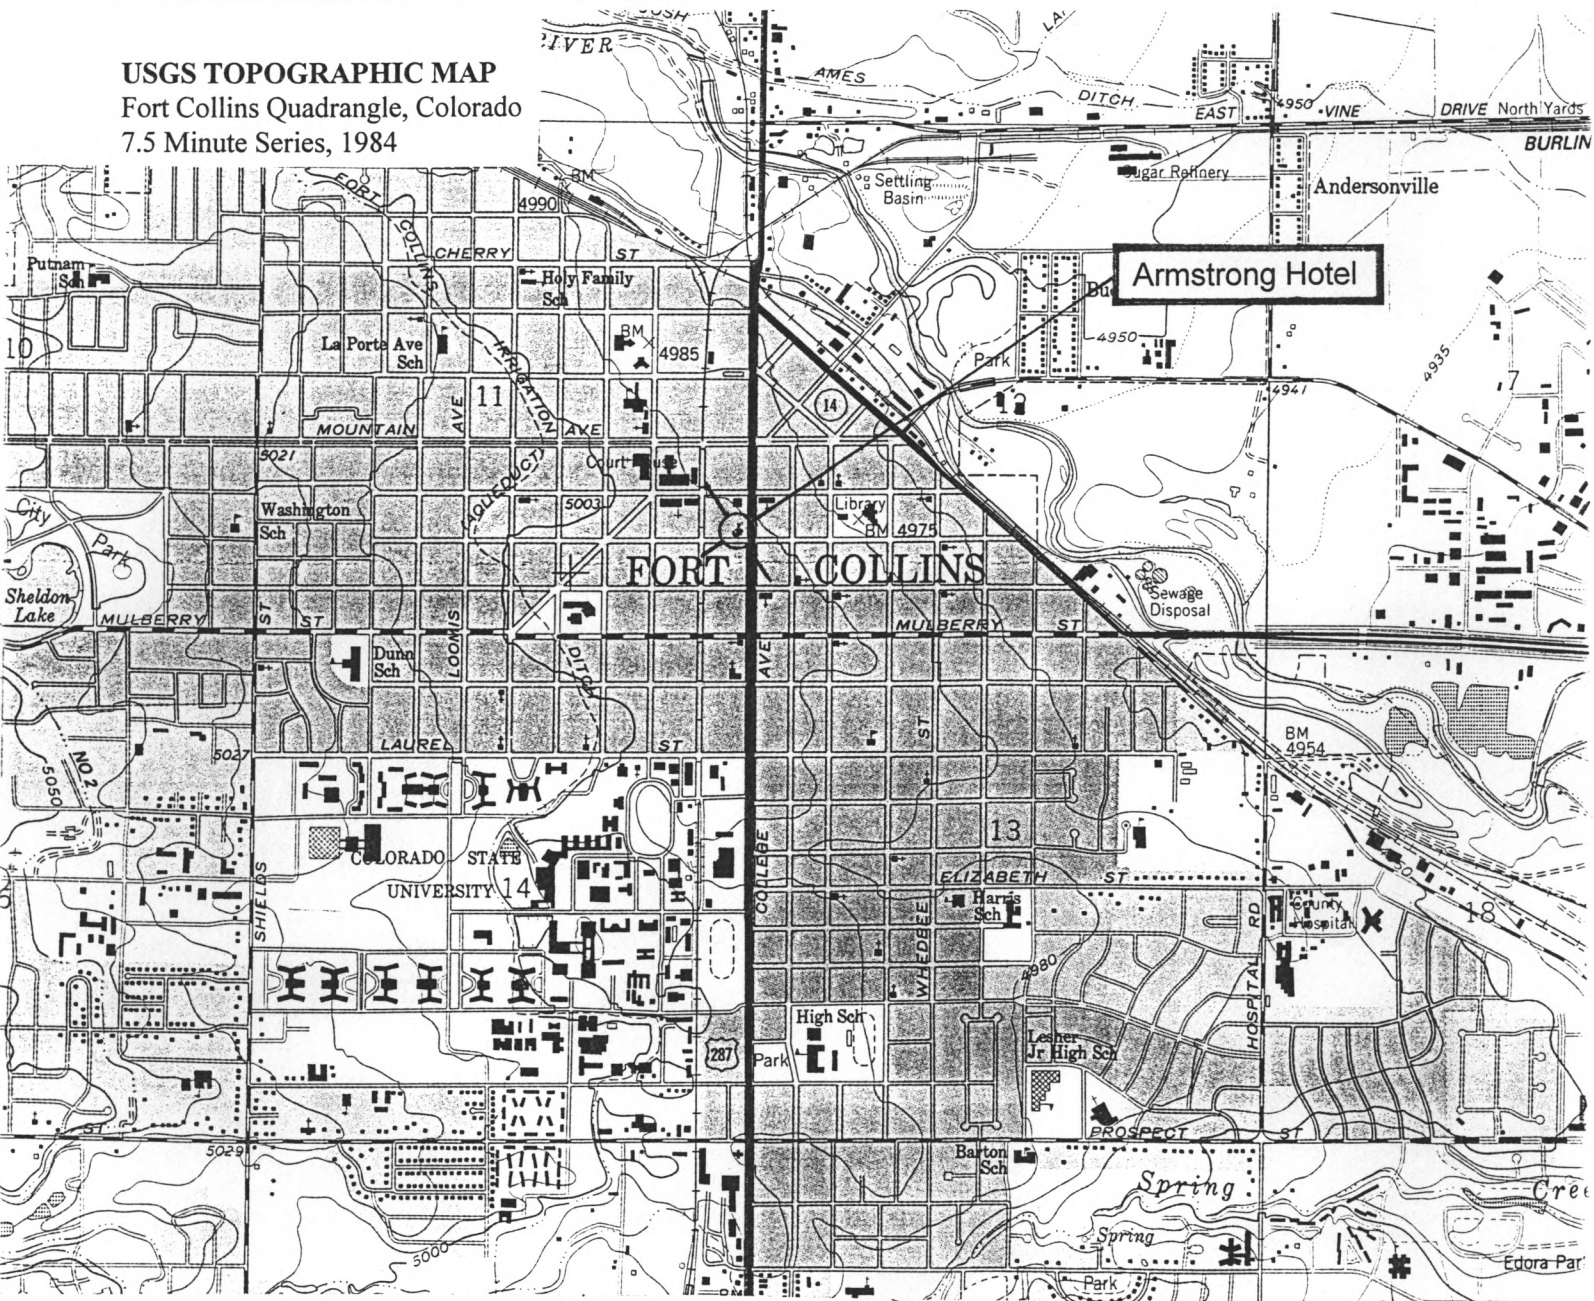 USGS TOPOGRAPHIC MAP
Fort Collins Quadrangle, Colorado
7.5 Minute Series, 1984
RIVER
AMES
DITCH
EAST
4950
VINE
DRIVE
North Yards
BURLIN
BM
4990
Settling
Basin
Sugar Refinery
Andersonville
FORT
COLLINS
IRRIGATION
CHERRY
ST
Putnam
Sch
Holy Family
Sch
Armstrong Hotel
10
La Porte Ave
Sch
BM
4985
Park
4950
4935
7
11
AVE
14
12
4941
MOUNTAIN
AVE
5021
(AQUEDUCT)
Court House
City
Park
Washington
Sch
5003
Library
BM 4975
FORT
COLLINS
Sheldon
Lake
Sewage
Disposal
MULBERRY
ST
ST
LOOMIS
MULBERRY
ST
Dunn
Sch
DITCH
AVE
ST
LAUREL
ST
5027
NO 2
5050
BM
4954
13
COLORADO STATE
UNIVERSITY
14
SHIELDS
COLLEGE
ELIZABETH
ST
Harris
Sch
WHEDBEE
County
Hospital
RD
18
4980
HOSPITAL
High Sch
287
Park
Lesher
Jr High Sch
ST
PROSPECT
ST
5029
Barton
Sch
Spring
Cree
5000
Spring
Park
Edora Par